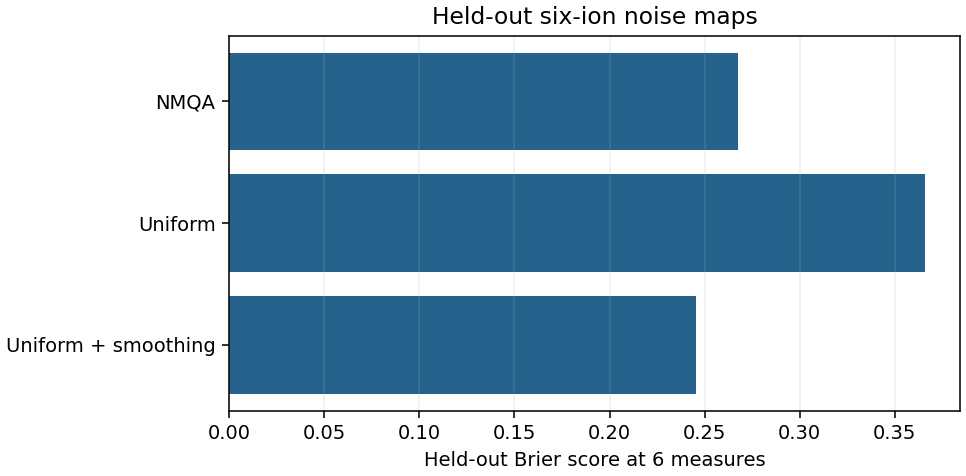 Held-out six-ion noise maps
NMQA
Uniform
Uniform + smoothing
0.00 0.05 0.10 0.15 0.20 0.25 0.30 0.35
Held-out Brier score at 6 measures